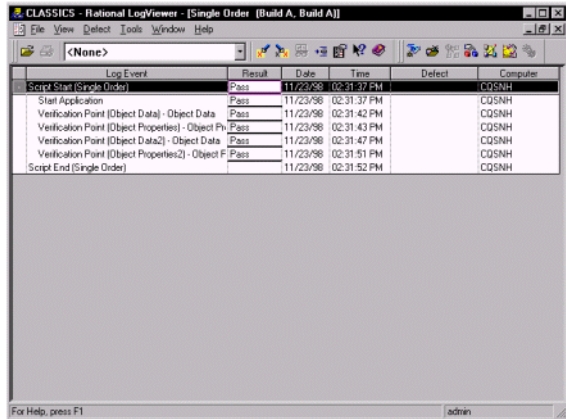 CLASSICS - Rational LogViewer - [Single Order (Build A, Build A)]
File View Defect Tools Window Help
<None>
Log Event Result Date Time Defect Computer
Script Start (Single Order) Pass 11/23/98 02:31:37 PM CQSNH
Start Application Pass 11/23/98 02:31:37 PM CQSNH
Verification Point (Object Data) - Object Data Pass 11/23/98 02:31:42 PM CQSNH
Verification Point (Object Properties) - Object Pr Pass 11/23/98 02:31:43 PM CQSNH
Verification Point (Object Data2) - Object Data Pass 11/23/98 02:31:47 PM CQSNH
Verification Point (Object Properties2) - Object F Pass 11/23/98 02:31:51 PM CQSNH
Script End (Single Order) 11/23/98 02:31:52 PM CQSNH
For Help, press F1 admin